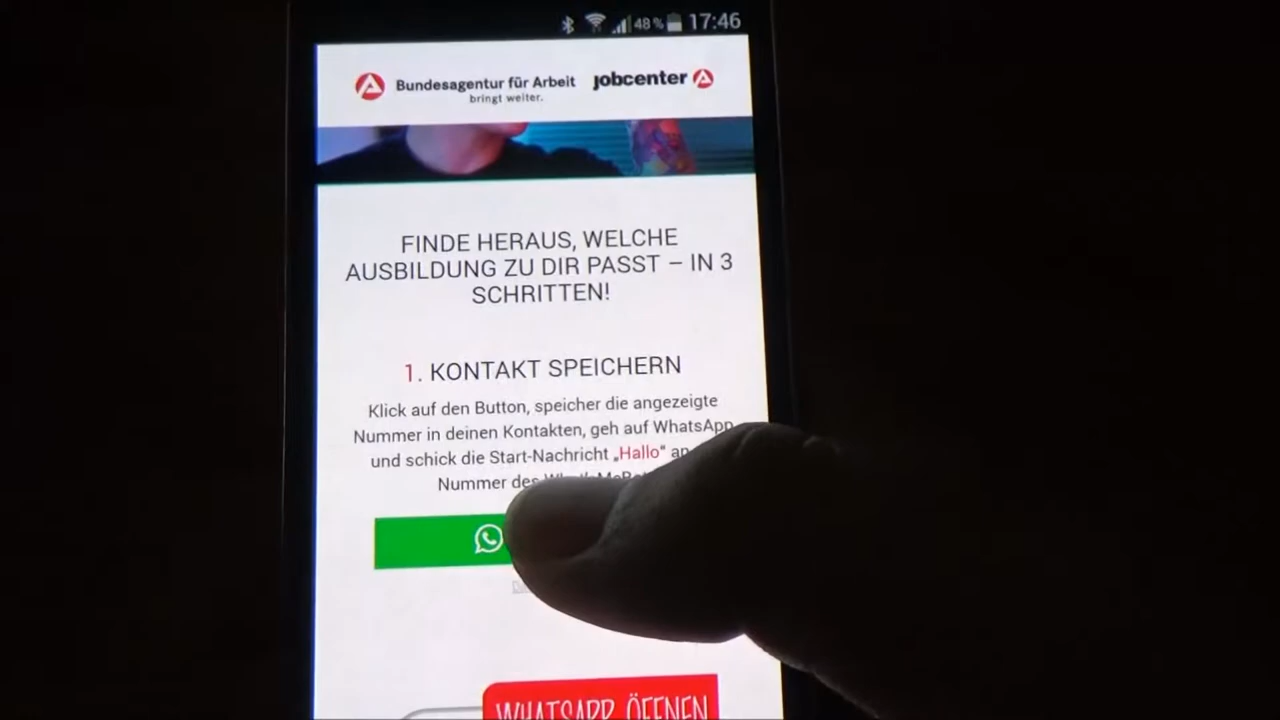 48% 17:46
Bundesagentur für Arbeit jobcenter
bringt weiter.
FINDE HERAUS, WELCHE
AUSBILDUNG ZU DIR PASST – IN 3
SCHRITTEN!
1. KONTAKT SPEICHERN
Klick auf den Button, speicher die angezeigte
Nummer in deinen Kontakten, geh auf WhatsApp
und schick die Start-Nachricht „Hallo“
Nummer des
WHATSAPP ÖFFNEN